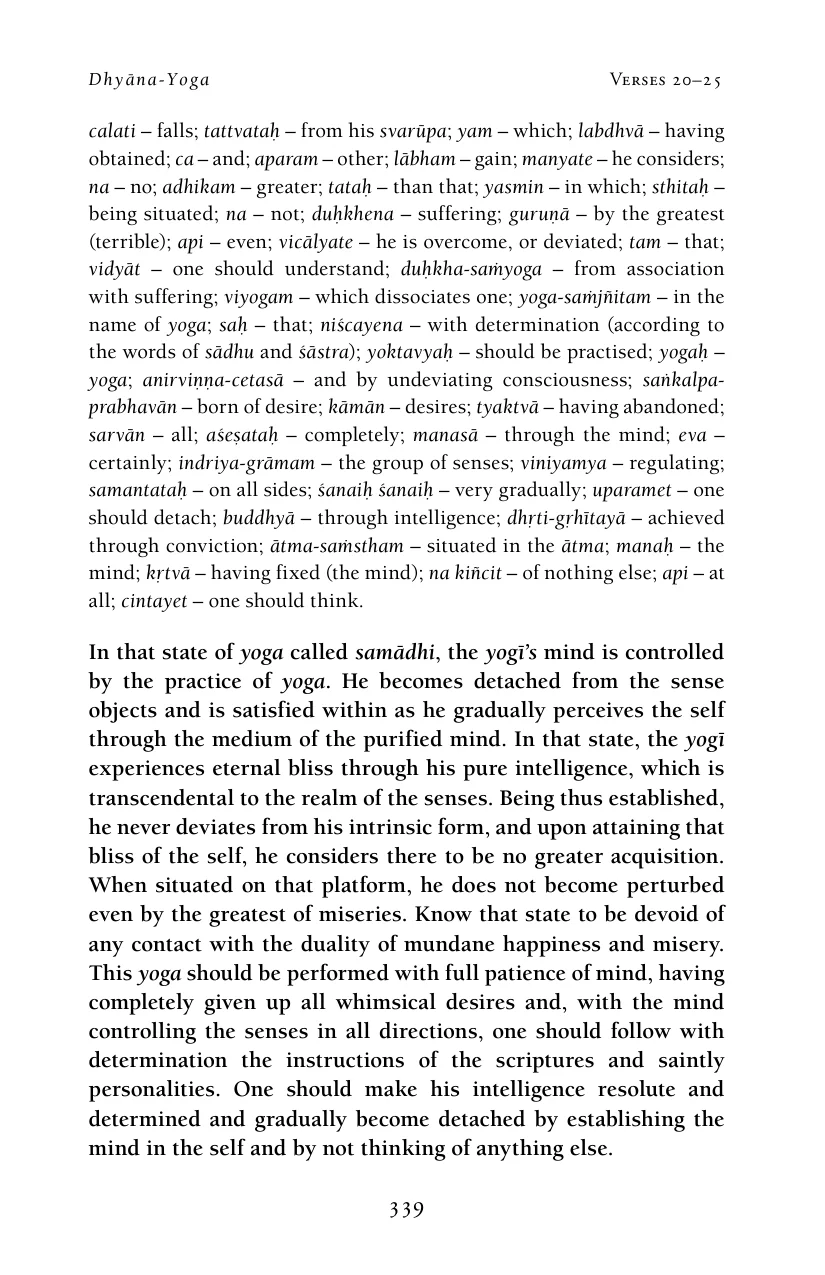 Dhyāna-Yoga Verses 20–25
calati – falls; tattvataḥ – from his svarūpa; yam – which; labdhvā – having
obtained; ca – and; aparam – other; lābham – gain; manyate – he considers;
na – no; adhikam – greater; tataḥ – than that; yasmin – in which; sthitaḥ –
being situated; na – not; duḥkhena – suffering; guruṇā – by the greatest
(terrible); api – even; vicālyate – he is overcome, or deviated; tam – that;
vidyāt – one should understand; duḥkha-saṁyoga – from association
with suffering; viyogam – which dissociates one; yoga-saṁjñitam – in the
name of yoga; saḥ – that; niścayena – with determination (according to
the words of sādhu and śāstra); yoktavyaḥ – should be practised; yogaḥ –
yoga; anirviṇṇa-cetasā – and by undeviating consciousness; saṅkalpa-
prabhavān – born of desire; kāmān – desires; tyaktvā – having abandoned;
sarvān – all; aśeṣataḥ – completely; manasā – through the mind; eva –
certainly; indriya-grāmam – the group of senses; viniyamya – regulating;
samantataḥ – on all sides; śanaiḥ śanaiḥ – very gradually; uparamet – one
should detach; buddhyā – through intelligence; dhṛti-gṛhītayā – achieved
through conviction; ātma-saṁstham – situated in the ātma; manaḥ – the
mind; kṛtvā – having fixed (the mind); na kiñcit – of nothing else; api – at
all; cintayet – one should think.
In that state of yoga called samādhi, the yogī's mind is controlled
by the practice of yoga. He becomes detached from the sense
objects and is satisfied within as he gradually perceives the self
through the medium of the purified mind. In that state, the yogī
experiences eternal bliss through his pure intelligence, which is
transcendental to the realm of the senses. Being thus established,
he never deviates from his intrinsic form, and upon attaining that
bliss of the self, he considers there to be no greater acquisition.
When situated on that platform, he does not become perturbed
even by the greatest of miseries. Know that state to be devoid of
any contact with the duality of mundane happiness and misery.
This yoga should be performed with full patience of mind, having
completely given up all whimsical desires and, with the mind
controlling the senses in all directions, one should follow with
determination the instructions of the scriptures and saintly
personalities. One should make his intelligence resolute and
determined and gradually become detached by establishing the
mind in the self and by not thinking of anything else.
339